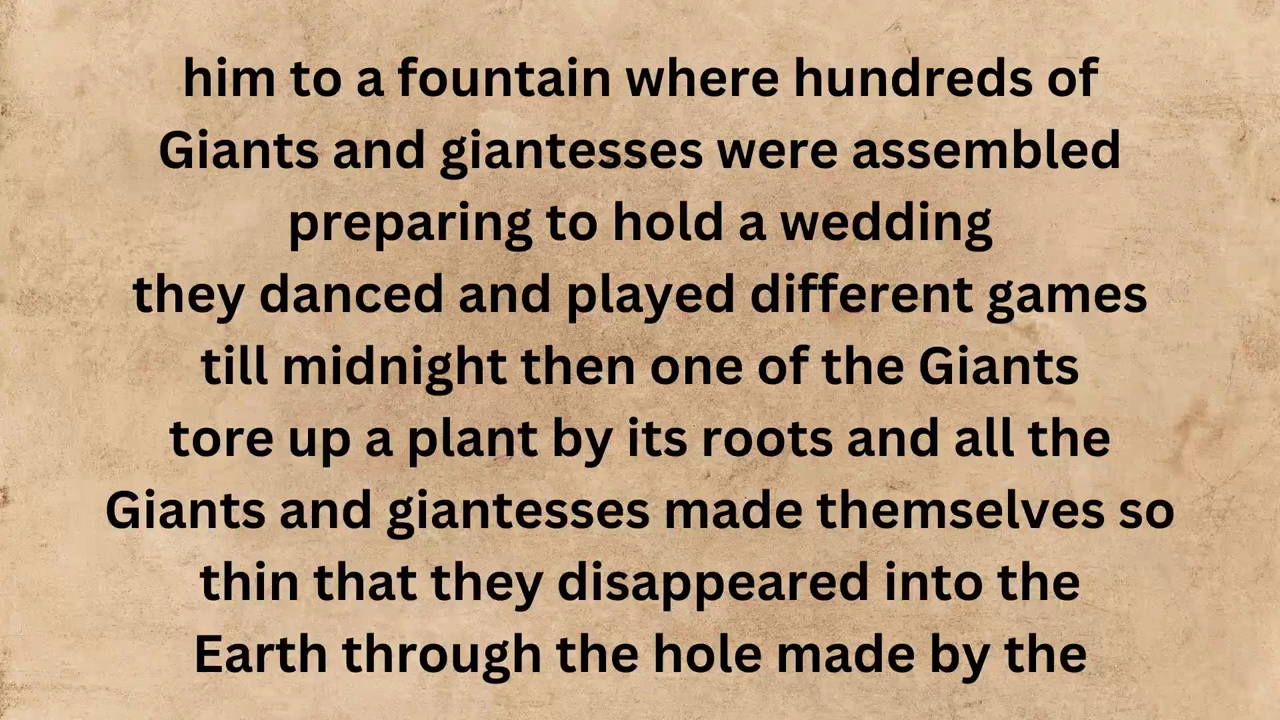 him to a fountain where hundreds of
Giants and giantesses were assembled
preparing to hold a wedding
they danced and played different games
till midnight then one of the Giants
tore up a plant by its roots and all the
Giants and giantesses made themselves so
thin that they disappeared into the
Earth through the hole made by the